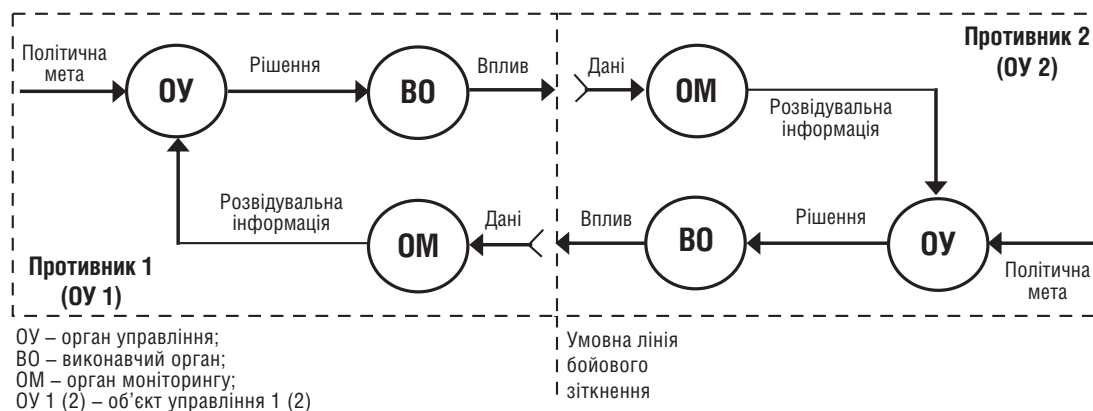 Політична
мета
ОУ
Рішення
ВО
Вплив
Дані
ОМ
Розвідувальна
інформація
Противник 2
(ОУ 2)
Розвідувальна
інформація
ОМ
Дані
Вплив
ВО
Рішення
ОУ
Політична
мета
Противник 1
(ОУ 1)
ОУ – орган управління;
ВО – виконавчий орган;
ОМ – орган моніторингу;
ОУ 1 (2) – об’єкт управління 1 (2)
Умовна лінія
бойового
зіткнення